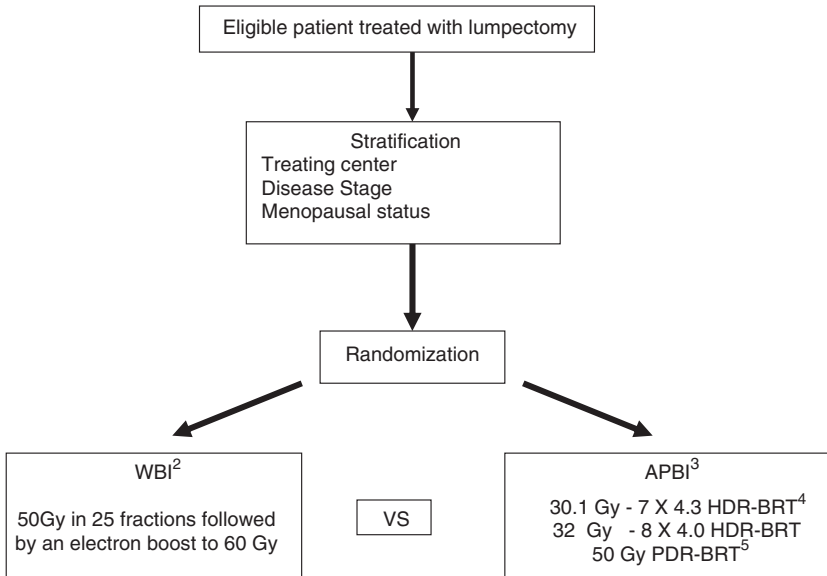 Eligible patient treated with lumpectomy
Stratification
Treating center
Disease Stage
Menopausal status
Randomization
WBI2
50Gy in 25 fractions followed
by an electron boost to 60 Gy
VS
APBI3
30.1 Gy - 7 X 4.3 HDR-BRT4
32 Gy - 8 X 4.0 HDR-BRT
50 Gy PDR-BRT5